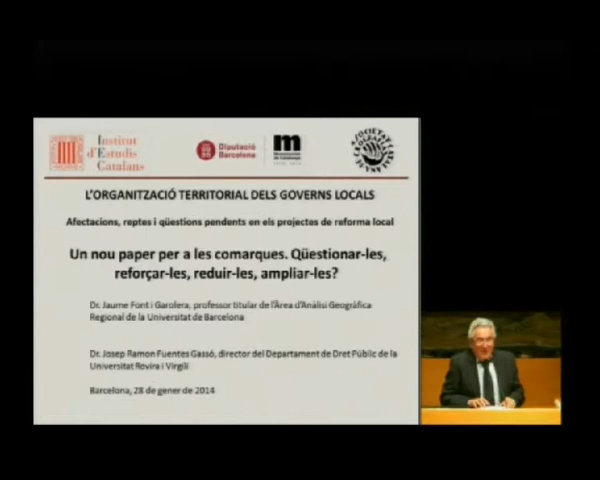 Institut
d'Estudis
Catalans
Diputació
Barcelona
m
L'ORGANITZACIÓ TERRITORIAL DELS GOVERNS LOCALS
Afectacions, reptes i qüestions pendents en els projectes de reforma local
Un nou paper per a les comarques. Qüestionar-les,
reforçar-les, reduir-les, ampliar-les?
Dr. Jaume Font i Garolera, professor titular de l'Àrea d'Anàlisi Geogràfica
Regional de la Universitat de Barcelona
Dr. Josep Ramon Fuentes Gassó, director del Departament de Dret Públic de la
Universitat Rovira i Virgili
Barcelona, 28 de gener de 2014